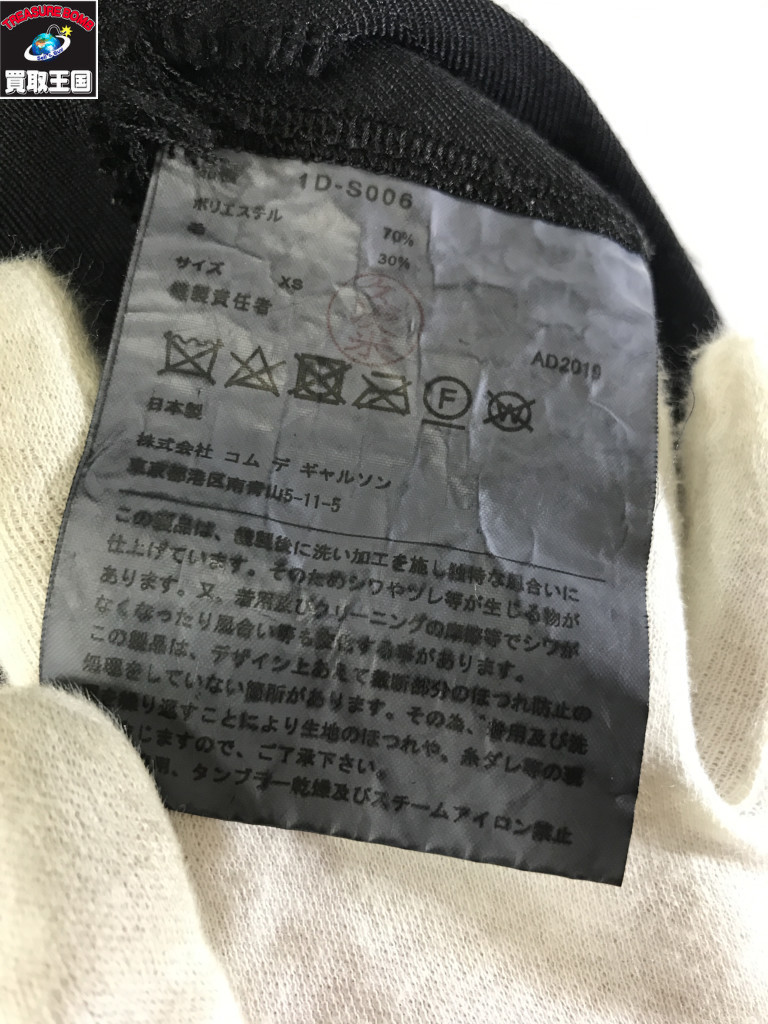 TREASURE BOMB
Sell & Buy
買取王国
1D-S006
ポリエステル 70%
30%
サイズ XS
縫製責任者
AD2019
F
W
日本製
株式会社 コム デ ギャルソン
東京都港区南青山5-11-5
この製品は、縫製後に洗い加工を施し独特な風合いに
仕上げています。そのためシワやヅレ等が生じる物が
あります。又、着用及びクリーニングの摩擦等でシワが
なくなったり風合い等も変化する事があります。
この製品は、デザイン上あえて裁断部分のほつれ防止の
処理をしていない箇所があります。その為、着用及び洗
り返すことにより生地のほつれや、糸ダレ等の現
じますので、ご了承下さい。
用、タンブラー乾燥及びスチームアイロン禁止